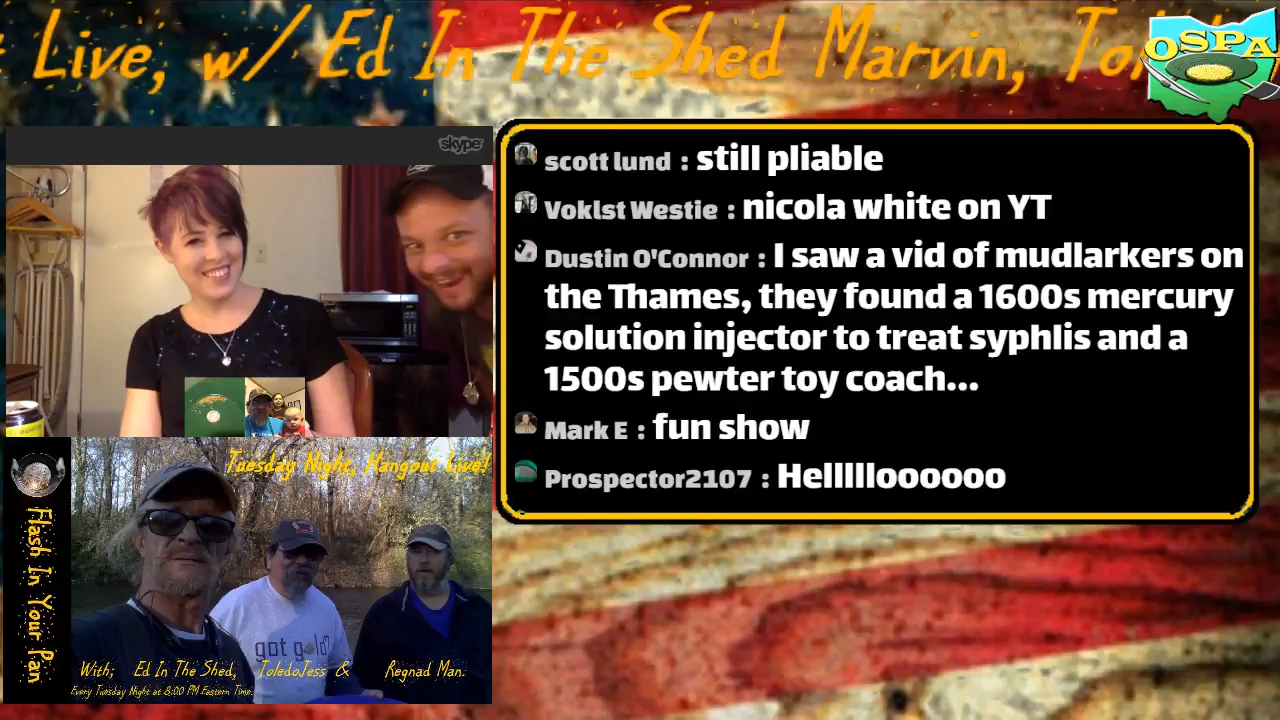 Live, w/ Ed In The Shed Marvin,
OSPA
skype
scott lund : still pliable
Voklst Westie : nicola white on YT
Dustin O'Connor : I saw a vid of mudlarkers on
the Thames, they found a 1600s mercury
solution injector to treat syphlis and a
1500s pewter toy coach...
Mark E : fun show
Prospector2107 : Hellllloooooo
Tuesday Night, Hangout Live!
Flash In Your Pan
got gold?
With; Ed In The Shed, ToledoJess & Regnad Man.
Every Tuesday Night at 8:00 PM Eastern Time.